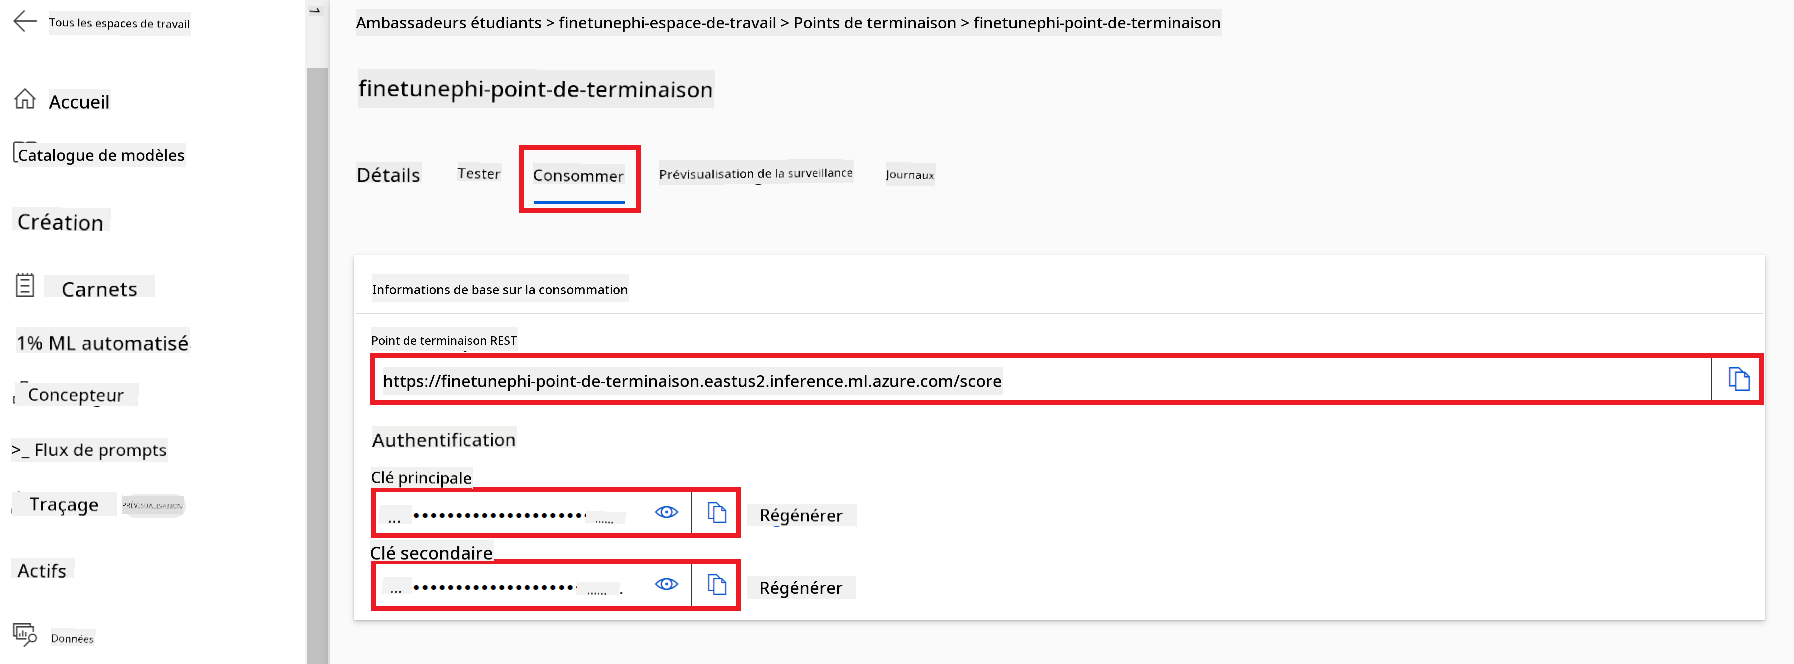 Tous les espaces de travail
Accueil
Catalogue de modèles
Création
Carnets
1% ML automatisé
Concepteur
>_ Flux de prompts
Traçage PRÉVISUALISATION
Actifs
Données
Ambassadeurs étudiants > finetunephi-espace-de-travail > Points de terminaison > finetunephi-point-de-terminaison
finetunephi-point-de-terminaison
Détails Tester Consommer Prévisualisation de la surveillance Journaux
Informations de base sur la consommation
Point de terminaison REST
https://finetunephi-point-de-terminaison.eastus2.inference.ml.azure.com/score
Authentification
Clé principale
Régénérer
Clé secondaire
Régénérer